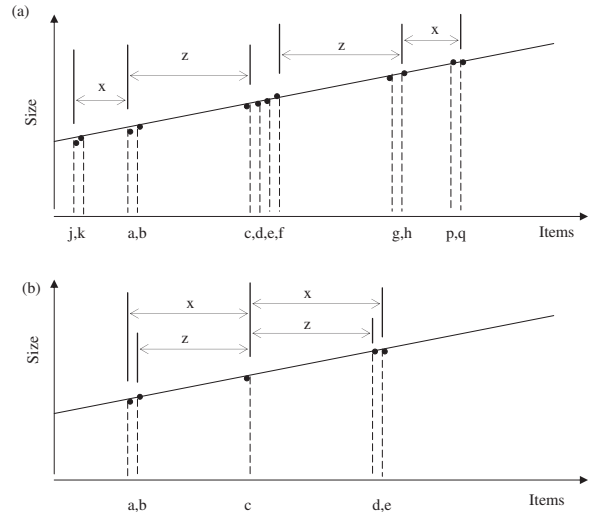 (a)
z
z
x
x
Size
j,k a,b c,d,e,f g,h p,q Items
(b)
x x
z z
Size
a,b c d,e Items